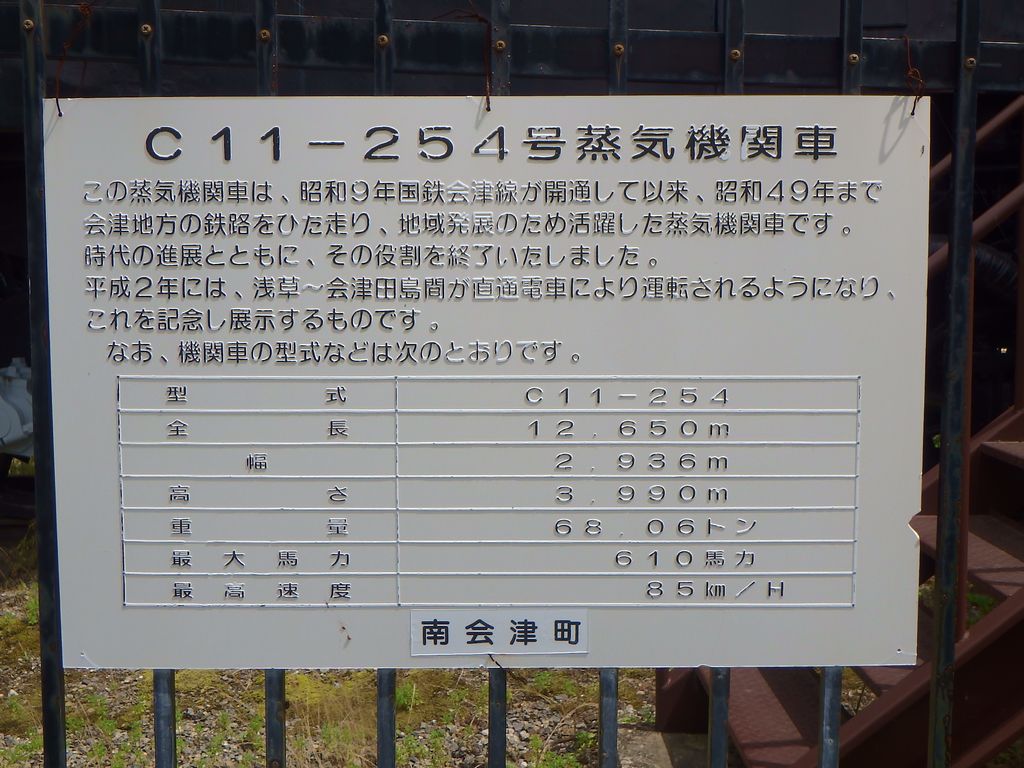 C11－254号蒸気機関車
この蒸気機関車は、昭和9年国鉄会津線が開通して以来、昭和49年まで
会津地方の鉄路をひた走り、地域発展のため活躍した蒸気機関車です。
時代の進展とともに、その役割を終了いたしました。
平成2年には、浅草～会津田島間が直通電車により運転されるようになり、
これを記念し展示するものです。
なお、機関車の型式などは次のとおりです。
型式 C11－254
全長 12.650m
幅 2.936m
高さ 3.990m
重量 68.06トン
最大馬力 610馬力
最高速度 85㎞／H
南会津町